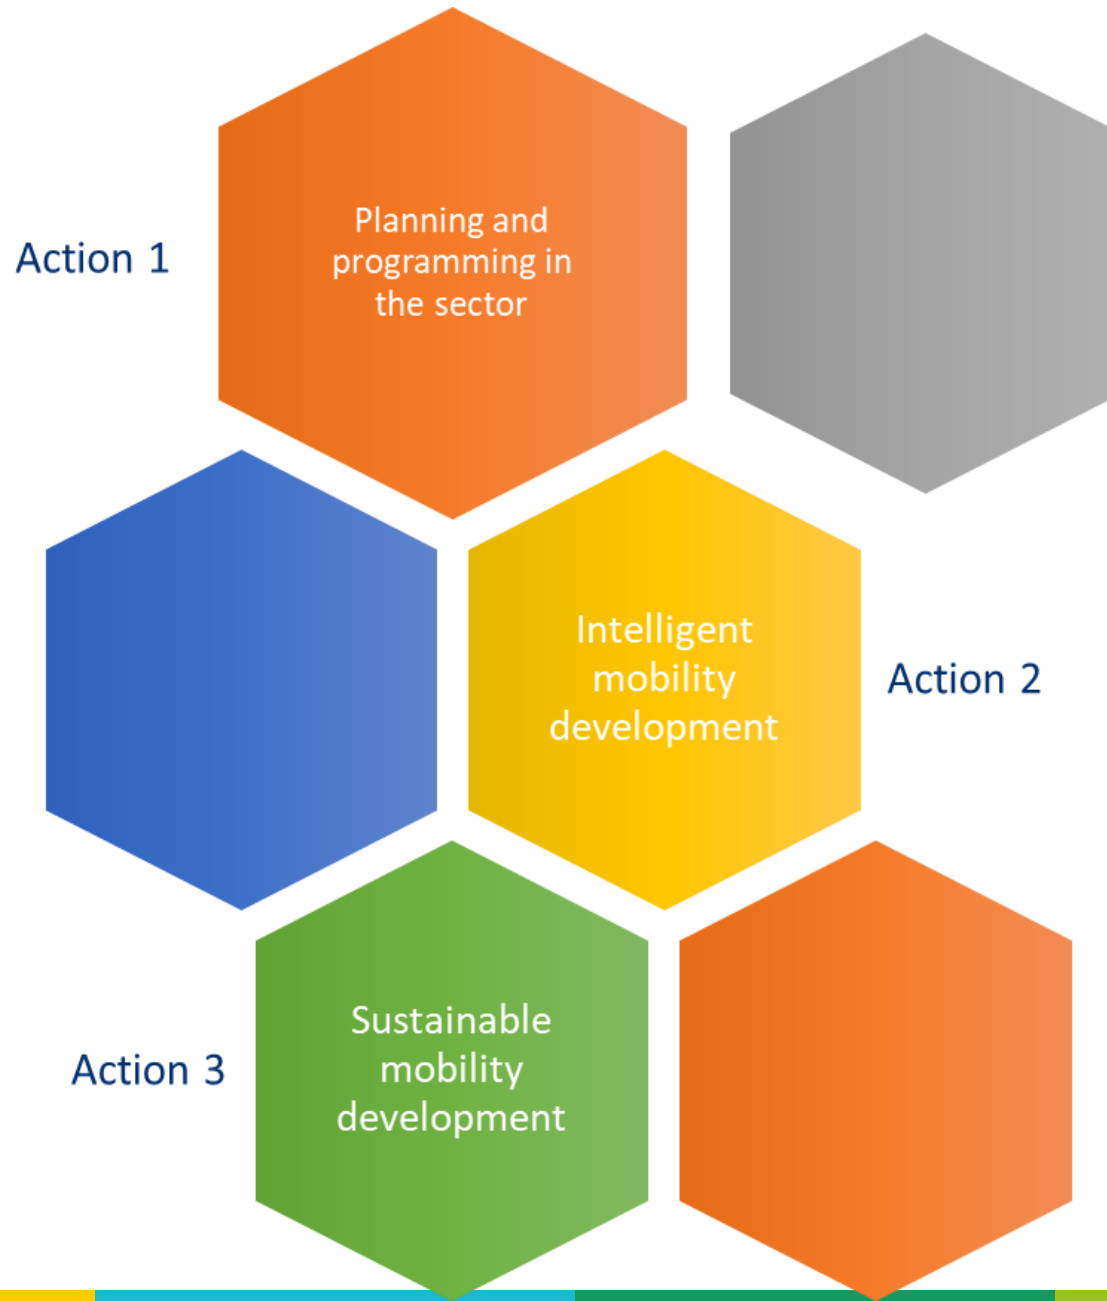 Action 1
Planning and
programming in
the sector
Intelligent
mobility
development
Action 2
Action 3
Sustainable
mobility
development